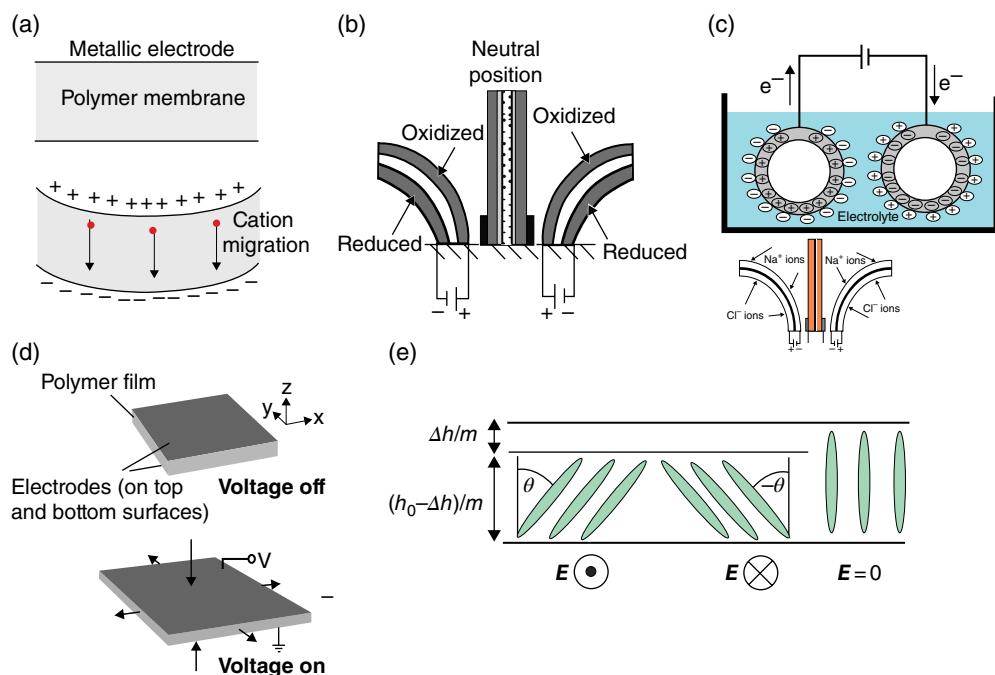 (a)
Metallic electrode
Polymer membrane
+ + + + + + + + +
Cation
migration
− − − − − − − − − −
(b)
Neutral
position
Oxidized
Oxidized
Reduced
Reduced
− +
+ −
(c)
e−
e−
Electrolyte
Na+ ions
Na+ ions
Cl− ions
Cl− ions
+ −
− +
(d)
Polymer film
z
y
x
Electrodes (on top
and bottom surfaces)
Voltage off
V
−
Voltage on
(e)
Δh/m
(h0–Δh)/m
θ
−θ
E
E
E = 0